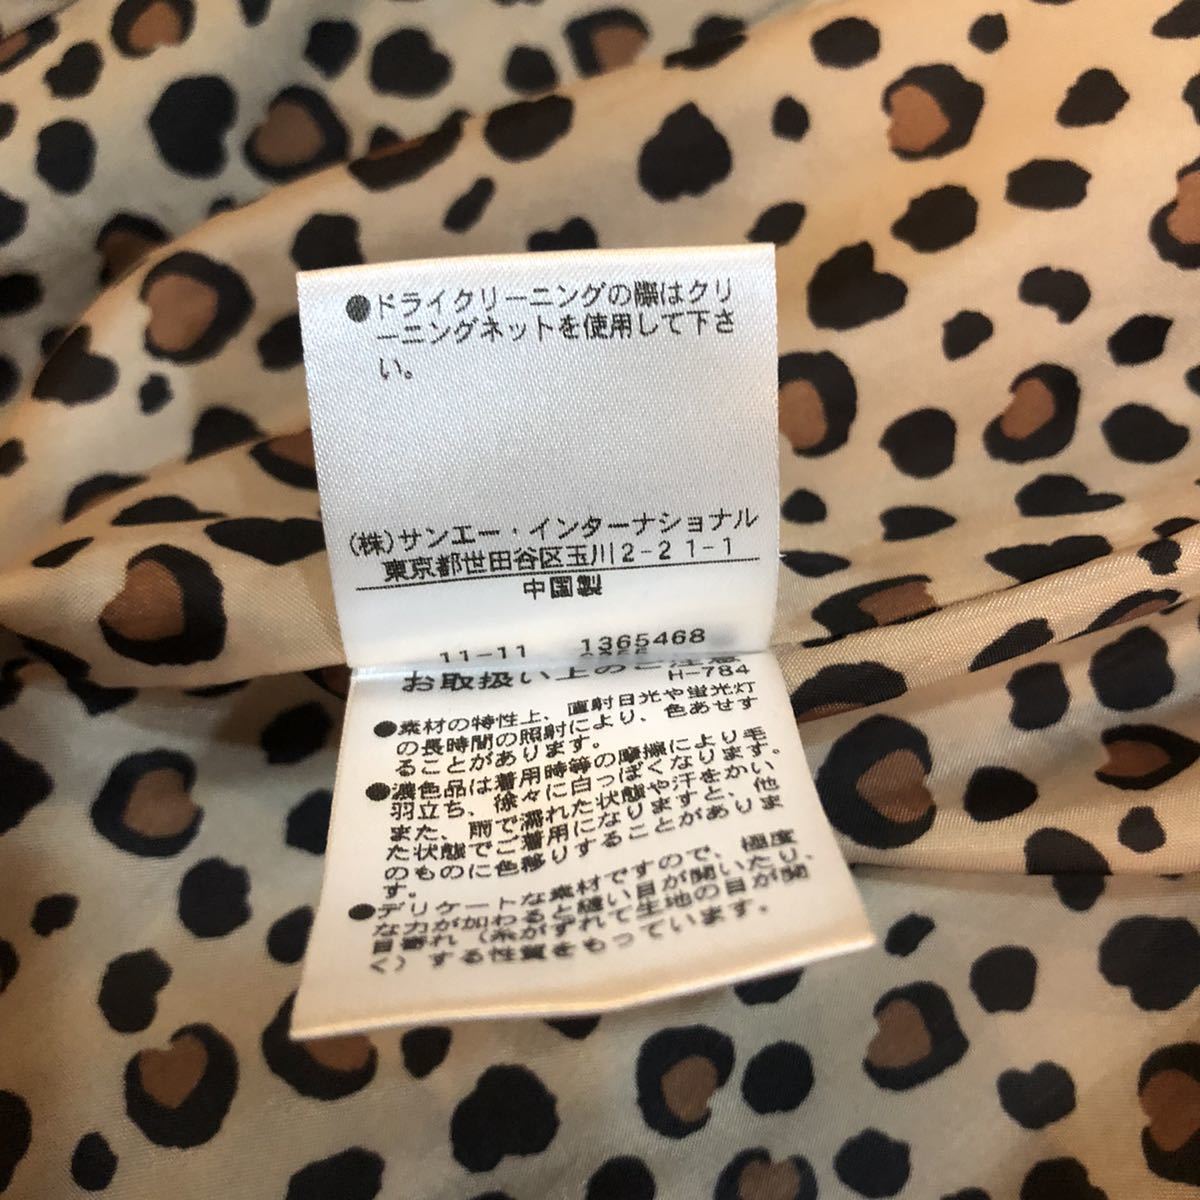 ●ドライクリーニングの際はクリ
ーニングネットを使用して下さ
い。
(株)サンエー・インターナショナル
東京都世田谷区玉川2-21-1
中国製
11-11 1365468
お取扱い上のご注意
H-784
●素材の特性上、直射日光や蛍光灯
の長時間の照射により、色あせす
ることがあります。
●濃色品は着用時等の摩擦により毛
羽立ち、徐々に白っぽくなります。
また、雨で濡れた状態や汗をかい
た状態でご着用になりますと、他
のものに色移りすることがありま
す。
●デリケートな素材ですので、極度
な力が加わると縫い目が開いたり、
目寄れ（糸がずれて生地の目が開
く）する性質をもっています。